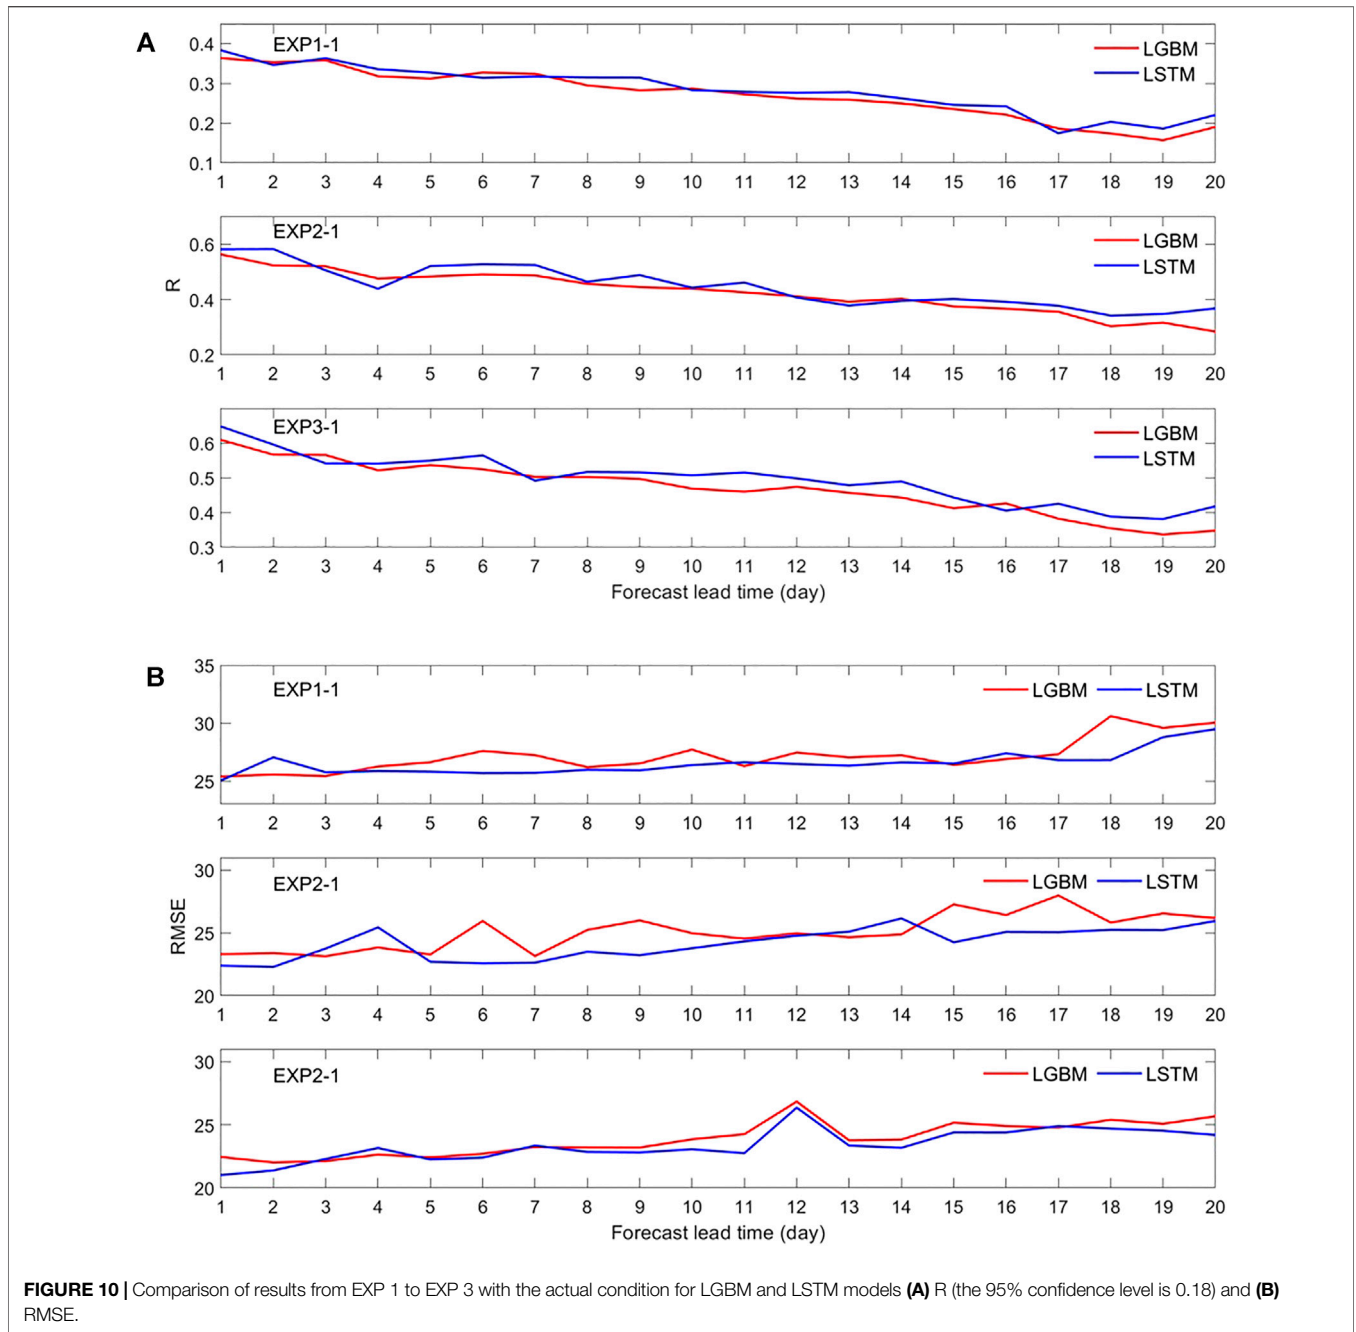 A
EXP1-1
LGBM
LSTM
0.4
0.3
0.2
0.1
1 2 3 4 5 6 7 8 9 10 11 12 13 14 15 16 17 18 19 20
EXP2-1
LGBM
LSTM
0.6
0.4
0.2
R
1 2 3 4 5 6 7 8 9 10 11 12 13 14 15 16 17 18 19 20
EXP3-1
LGBM
LSTM
0.6
0.5
0.4
0.3
1 2 3 4 5 6 7 8 9 10 11 12 13 14 15 16 17 18 19 20
Forecast lead time (day)
B
EXP1-1
LGBM LSTM
35
30
25
1 2 3 4 5 6 7 8 9 10 11 12 13 14 15 16 17 18 19 20
EXP2-1
LGBM LSTM
30
25
20
RMSE
1 2 3 4 5 6 7 8 9 10 11 12 13 14 15 16 17 18 19 20
EXP2-1
LGBM LSTM
30
25
20
1 2 3 4 5 6 7 8 9 10 11 12 13 14 15 16 17 18 19 20
Forecast lead time (day)
FIGURE 10 | Comparison of results from EXP 1 to EXP 3 with the actual condition for LGBM and LSTM models (A) R (the 95% confidence level is 0.18) and (B)
RMSE.